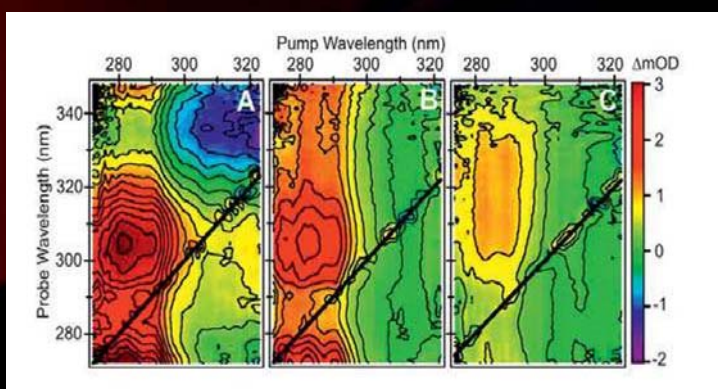 Pump Wavelength (nm)
280 300 320 280 300 320 280 300 320 ΔmOD
A B C
Probe Wavelength (nm)
340
320
300
280
3
2
1
0
-1
-2